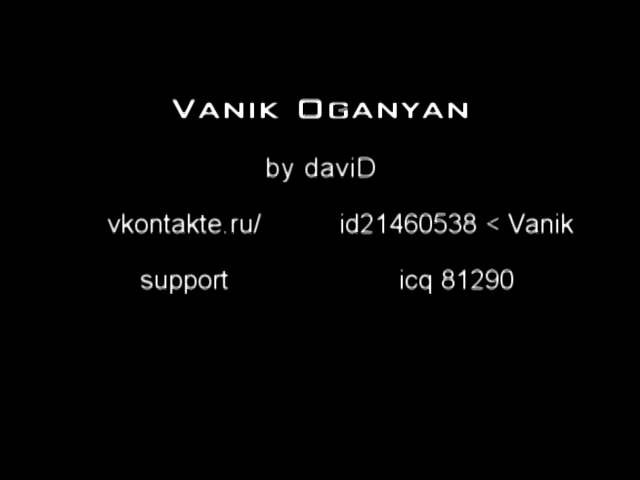 VANIK OGANYAN
by daviD
vkontakte.ru/ id21460538 < Vanik
support icq 81290